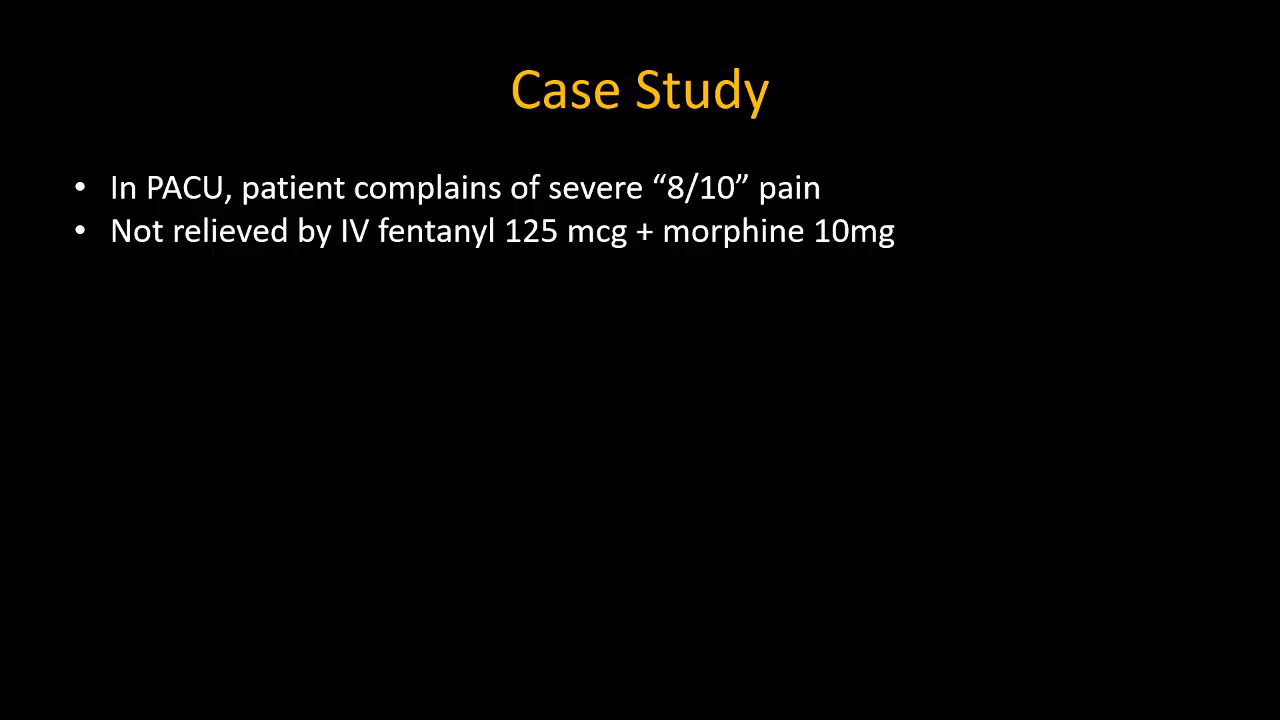 Case Study
• In PACU, patient complains of severe “8/10” pain
• Not relieved by IV fentanyl 125 mcg + morphine 10mg